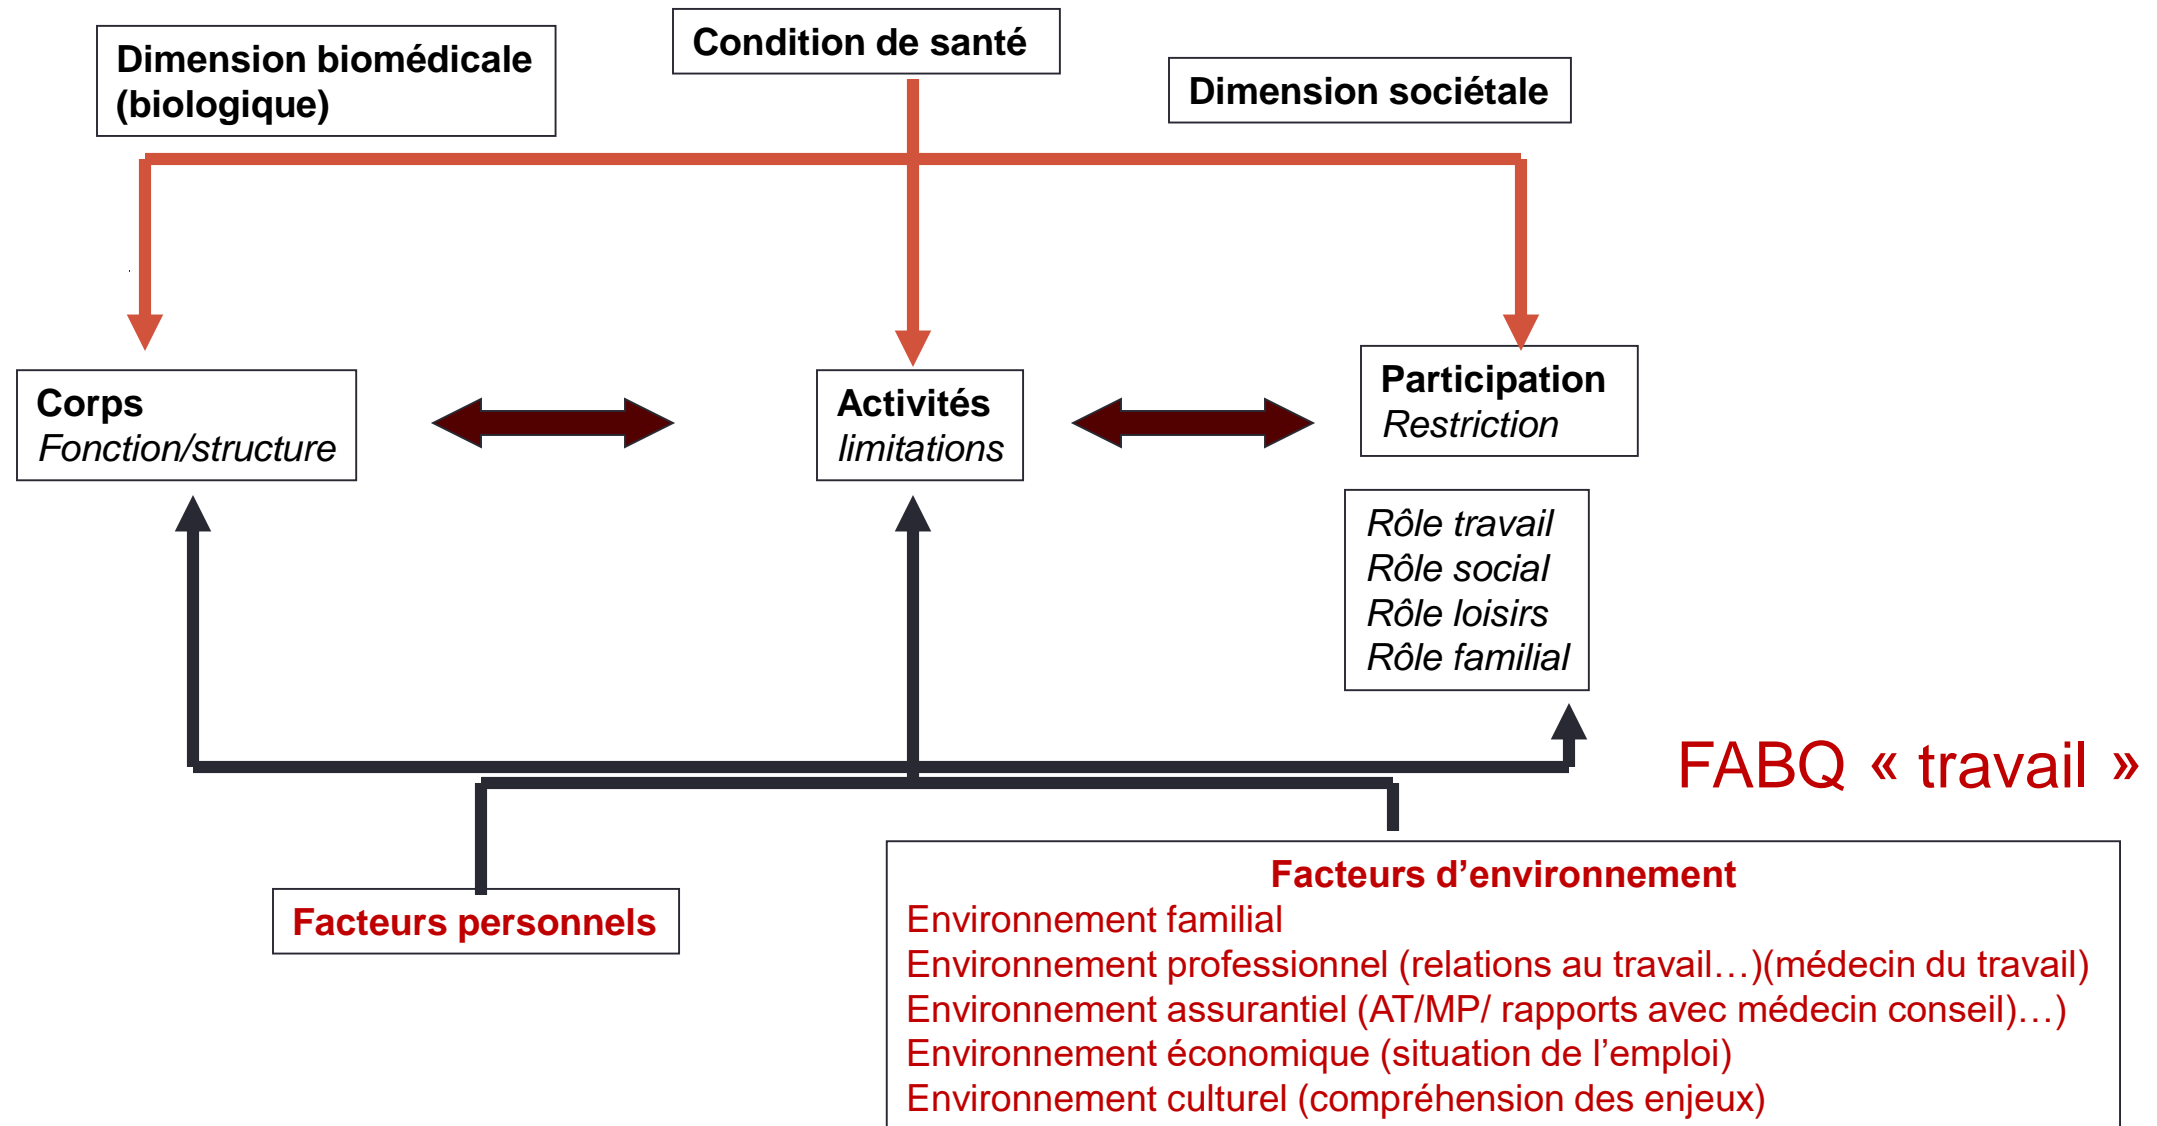 Condition de santé
Dimension biomédicale
(biologique)
Dimension sociétale
Corps
Fonction/structure
Activités
limitations
Participation
Restriction
Rôle travail
Rôle social
Rôle loisirs
Rôle familial
FABQ « travail »
Facteurs personnels
Facteurs d’environnement
Environnement familial
Environnement professionnel (relations au travail…)(médecin du travail)
Environnement assurantiel (AT/MP/ rapports avec médecin conseil)…)
Environnement économique (situation de l’emploi)
Environnement culturel (compréhension des enjeux)